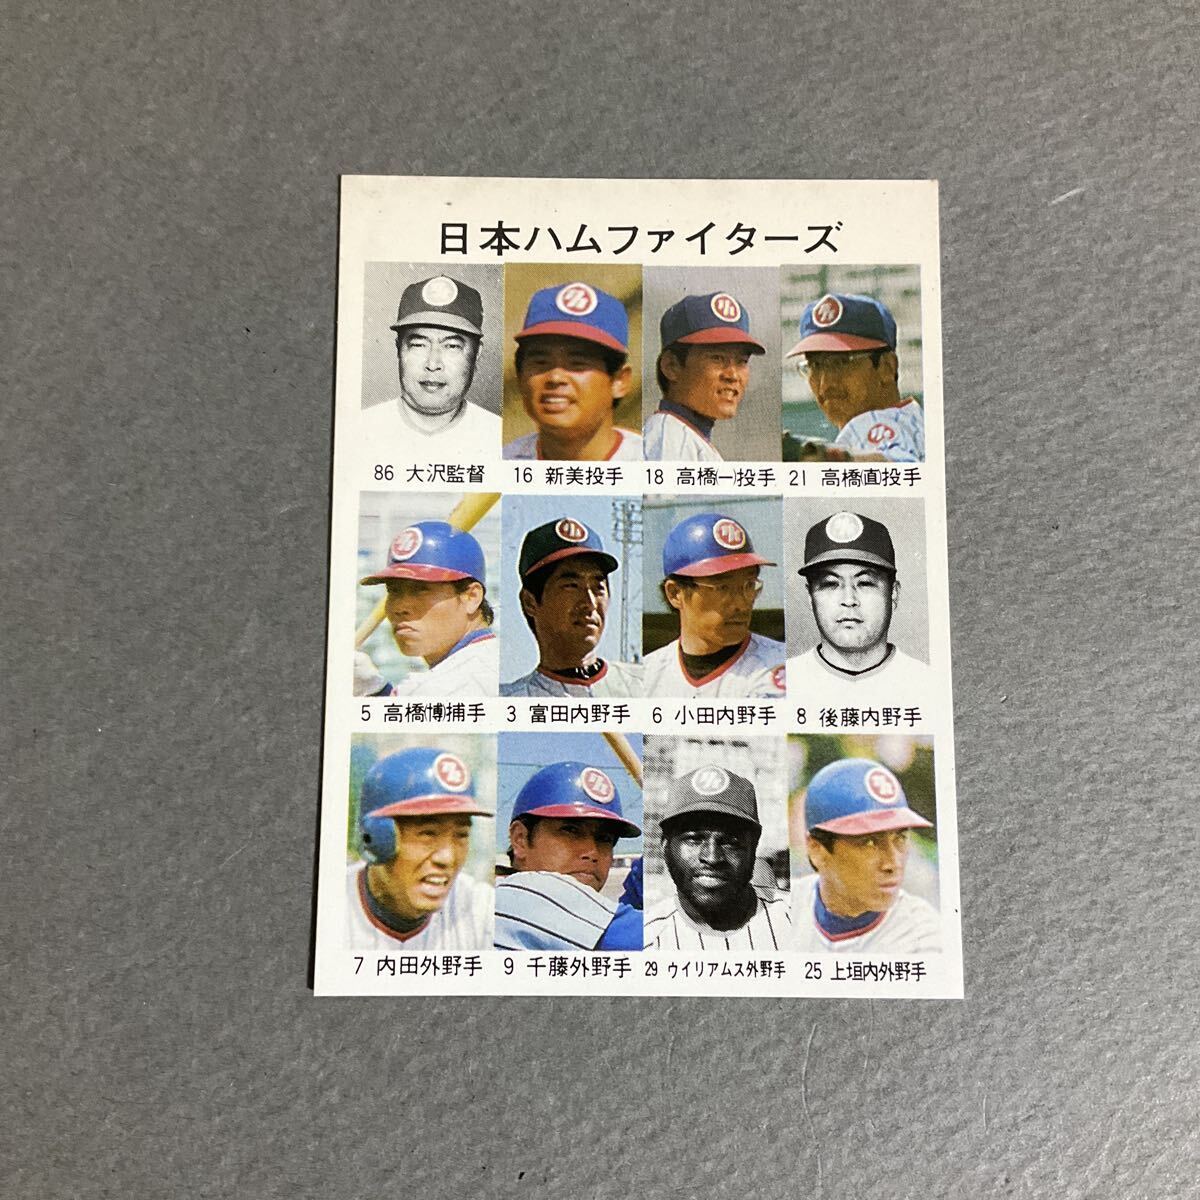 日本ハムファイターズ
86 大沢監督 16 新美投手 18 高橋㈠投手 21 高橋(直)投手
5 高橋(博)捕手 3 富田内野手 6 小田内野手 8 後藤内野手
7 内田外野手 9 千藤外野手 29 ウイリアムス外野手 25 上垣内外野手